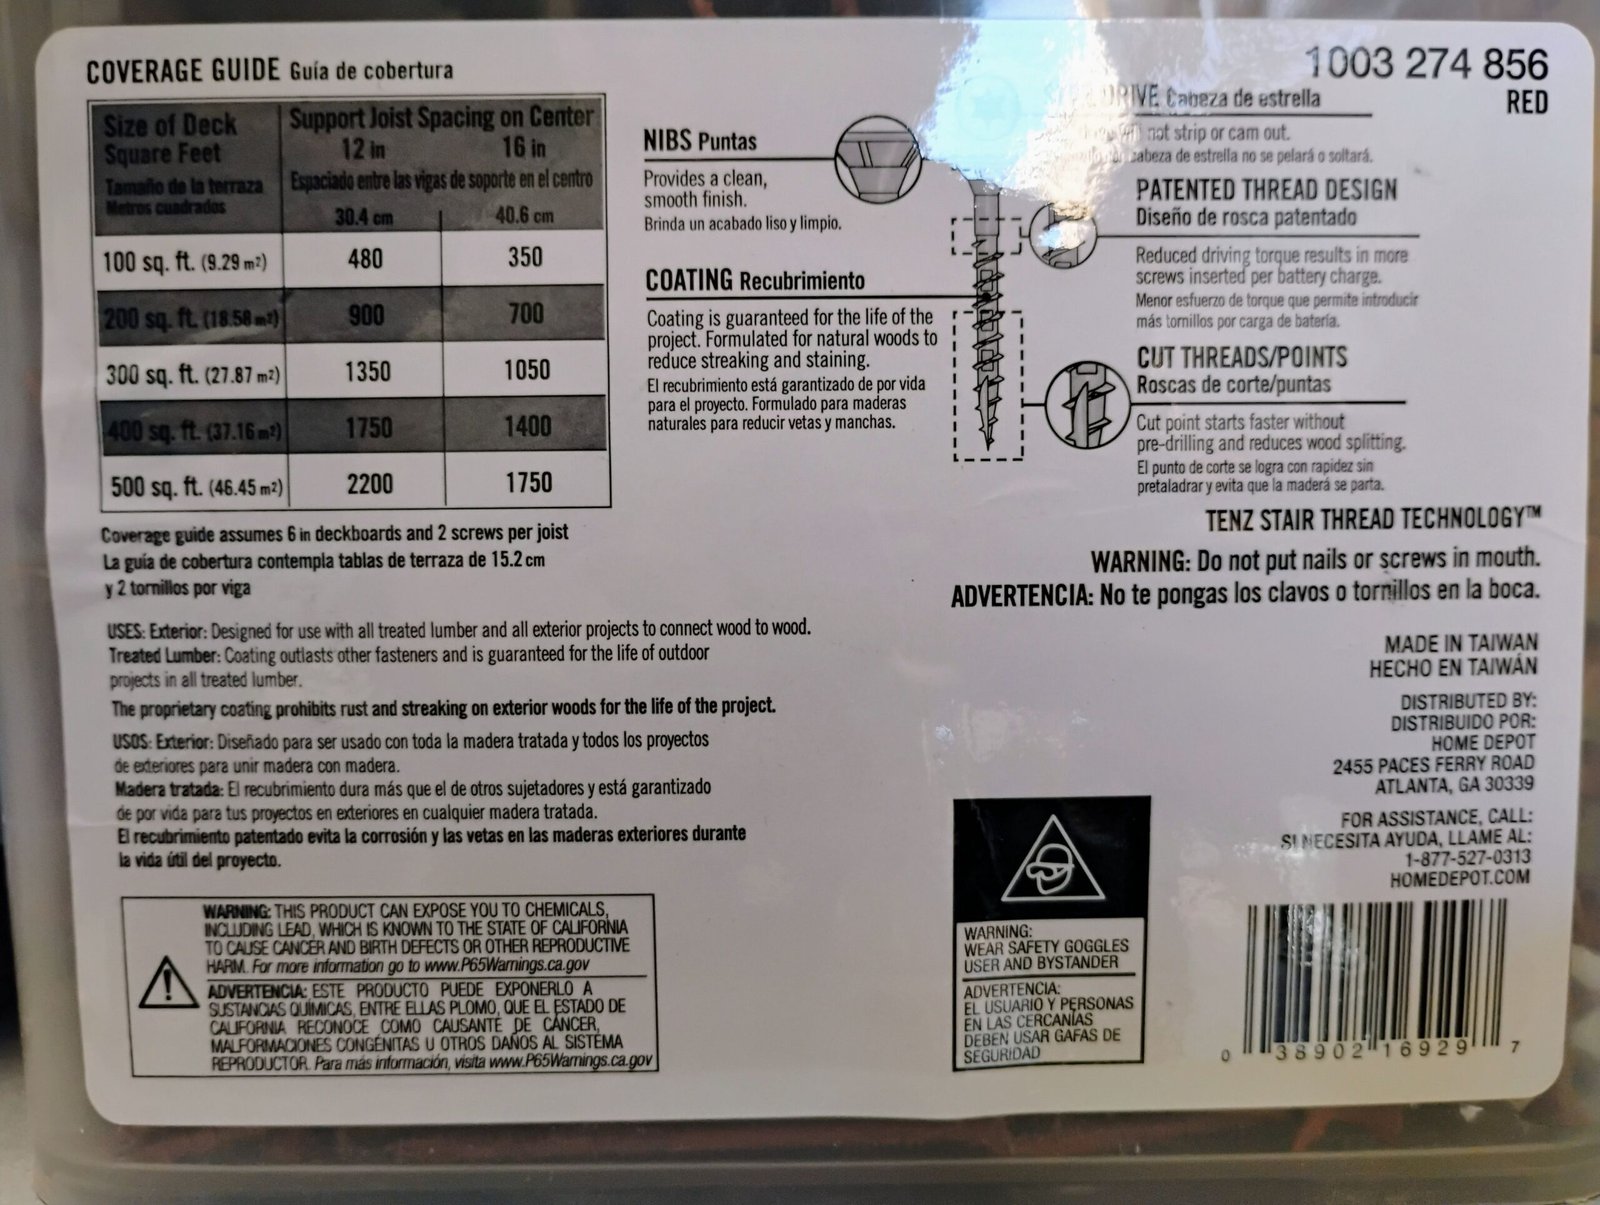 COVERAGE GUIDE Guía de cobertura
Size of Deck
Square Feet
Tamaño de la terraza
Metros cuadrados
Support Joist Spacing on Center
12 in 16 in
Espaciado entre las vigas de soporte en el centro
30.4 cm 40.6 cm
100 sq. ft. (9.29 m²) 480 350
200 sq. ft. (18.58 m²) 900 700
300 sq. ft. (27.87 m²) 1350 1050
400 sq. ft. (37.16 m²) 1750 1400
500 sq. ft. (46.45 m²) 2200 1750
Coverage guide assumes 6 in deckboards and 2 screws per joist
La guía de cobertura contempla tablas de terraza de 15.2 cm
y 2 tornillos por viga
USES: Exterior: Designed for use with all treated lumber and all exterior projects to connect wood to wood.
Treated Lumber: Coating outlasts other fasteners and is guaranteed for the life of outdoor
projects in all treated lumber.
The proprietary coating prohibits rust and streaking on exterior woods for the life of the project.
USOS: Exterior: Diseñado para ser usado con toda la madera tratada y todos los proyectos
de exteriores para unir madera con madera.
Madera tratada: El recubrimiento dura más que el de otros sujetadores y está garantizado
de por vida para tus proyectos en exteriores en cualquier madera tratada.
El recubrimiento patentado evita la corrosión y las vetas en las maderas exteriores durante
la vida útil del proyecto.
WARNING: THIS PRODUCT CAN EXPOSE YOU TO CHEMICALS,
INCLUDING LEAD, WHICH IS KNOWN TO THE STATE OF CALIFORNIA
TO CAUSE CANCER AND BIRTH DEFECTS OR OTHER REPRODUCTIVE
HARM. For more information go to www.P65Warnings.ca.gov
ADVERTENCIA: ESTE PRODUCTO PUEDE EXPONERLO A
SUSTANCIAS QUÍMICAS, ENTRE ELLAS PLOMO, QUE EL ESTADO DE
CALIFORNIA RECONOCE COMO CAUSANTE DE CÁNCER,
MALFORMACIONES CONGÉNITAS U OTROS DAÑOS AL SISTEMA
REPRODUCTOR. Para más información, visita www.P65Warnings.ca.gov
NIBS Puntas
Provides a clean,
smooth finish.
Brinda un acabado liso y limpio.
COATING Recubrimiento
Coating is guaranteed for the life of the
project. Formulated for natural woods to
reduce streaking and staining.
El recubrimiento está garantizado de por vida
para el proyecto. Formulado para maderas
naturales para reducir vetas y manchas.
1003 274 856
RED
DRIVE Cabeza de estrella
not strip or cam out.
cabeza de estrella no se pelará o soltará.
PATENTED THREAD DESIGN
Diseño de rosca patentado
Reduced driving torque results in more
screws inserted per battery charge.
Menor esfuerzo de torque que permite introducir
más tornillos por carga de batería.
CUT THREADS/POINTS
Roscas de corte/puntas
Cut point starts faster without
pre-drilling and reduces wood splitting.
El punto de corte se logra con rapidez sin
pretaladrar y evita que la maderá se parta.
TENZ STAIR THREAD TECHNOLOGY™
WARNING: Do not put nails or screws in mouth.
ADVERTENCIA: No te pongas los clavos o tornillos en la boca.
MADE IN TAIWAN
HECHO EN TAIWÁN
DISTRIBUTED BY:
DISTRIBUIDO POR:
HOME DEPOT
2455 PACES FERRY ROAD
ATLANTA, GA 30339
FOR ASSISTANCE, CALL:
SI NECESITA AYUDA, LLAME AL:
1-877-527-0313
HOMEDEPOT.COM
WARNING:
WEAR SAFETY GOGGLES
USER AND BYSTANDER
ADVERTENCIA:
EL USUARIO Y PERSONAS
EN LAS CERCANÍAS
DEBEN USAR GAFAS DE
SEGURIDAD
0 38902 16929 7